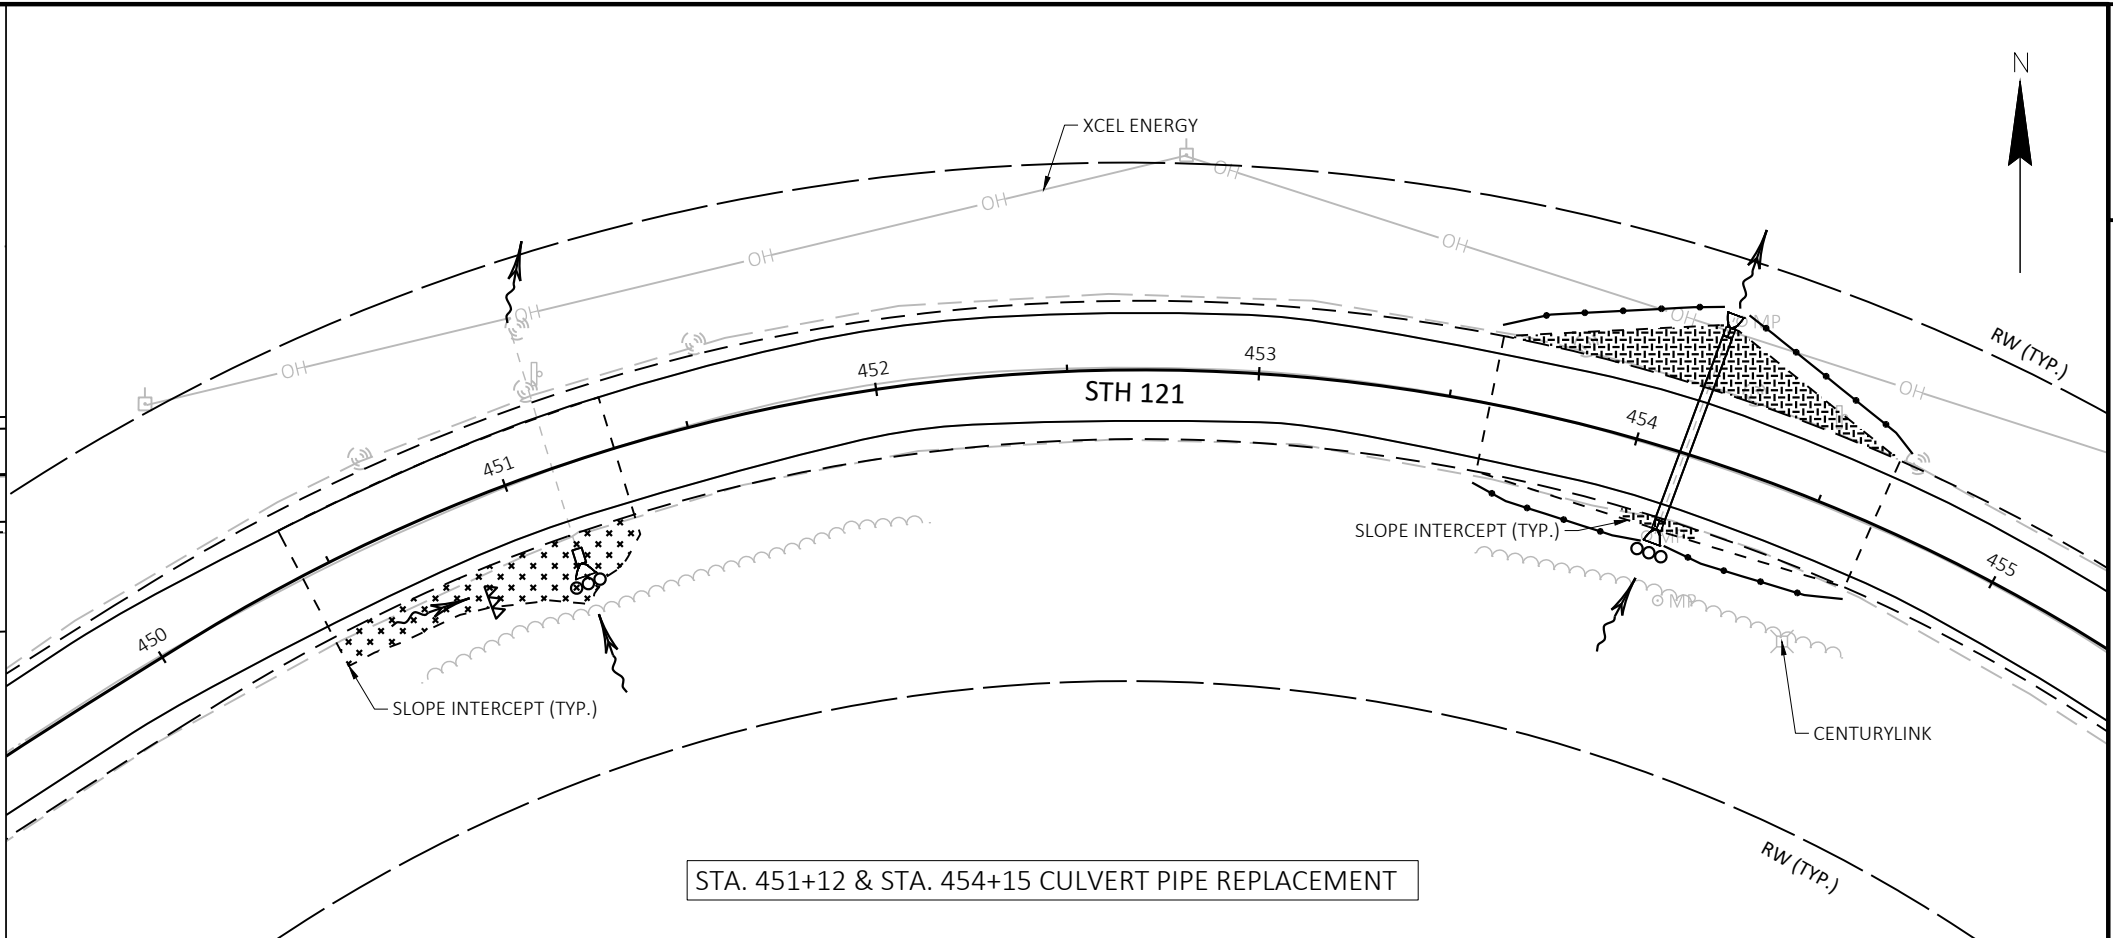 N
XCEL ENERGY
OH
OH
OH
OH
OH
OH
OH
OH
MP
RW (TYP.)
452
453
STH 121
454
451
SLOPE INTERCEPT (TYP.)
MP
455
450
MP
SLOPE INTERCEPT (TYP.)
CENTURYLINK
RW (TYP.)
STA. 451+12 & STA. 454+15 CULVERT PIPE REPLACEMENT